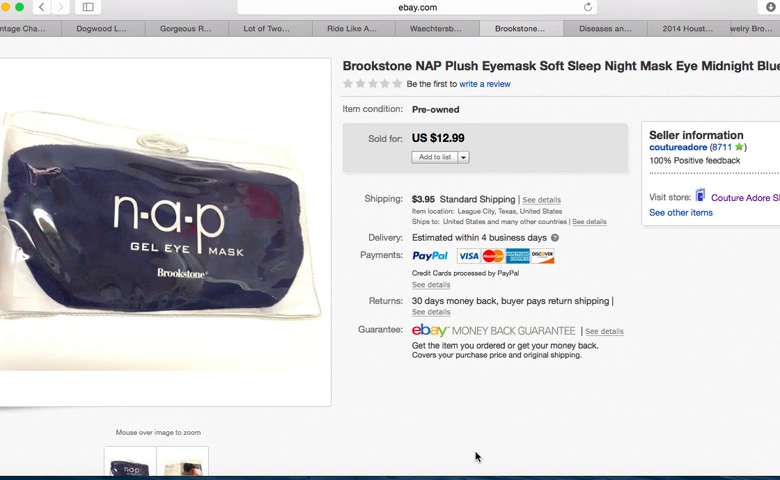 ebay.com
ntage Cha...
Dogwood L...
Gorgeous R...
Lot of Two...
Ride Like A...
Waechtersb...
Brookstone...
Diseases an...
2014 Houst...
welry Bro...
Brookstone NAP Plush Eyemask Soft Sleep Night Mask Eye Midnight Blue
Be the first to write a review
Item condition: Pre-owned
Sold for: US $12.99
Add to list
Shipping: $3.95 Standard Shipping | See details
Item location: League City, Texas, United States
Ships to: United States and many other countries | See details
Delivery: Estimated within 4 business days
Payments: PayPal VISA MasterCard AMERICAN EXPRESS DISCOVER
Credit Cards processed by PayPal
See details
Returns: 30 days money back, buyer pays return shipping |
See details
Guarantee: ebay MONEY BACK GUARANTEE | See details
Get the item you ordered or get your money back.
Covers your purchase price and original shipping.
Seller information
coutureadore (8711)
100% Positive feedback
Visit store: Couture Adore S
See other items
n·a·p®
GEL EYE MASK
Brookstone®
Mouse over image to zoom
n·a·p